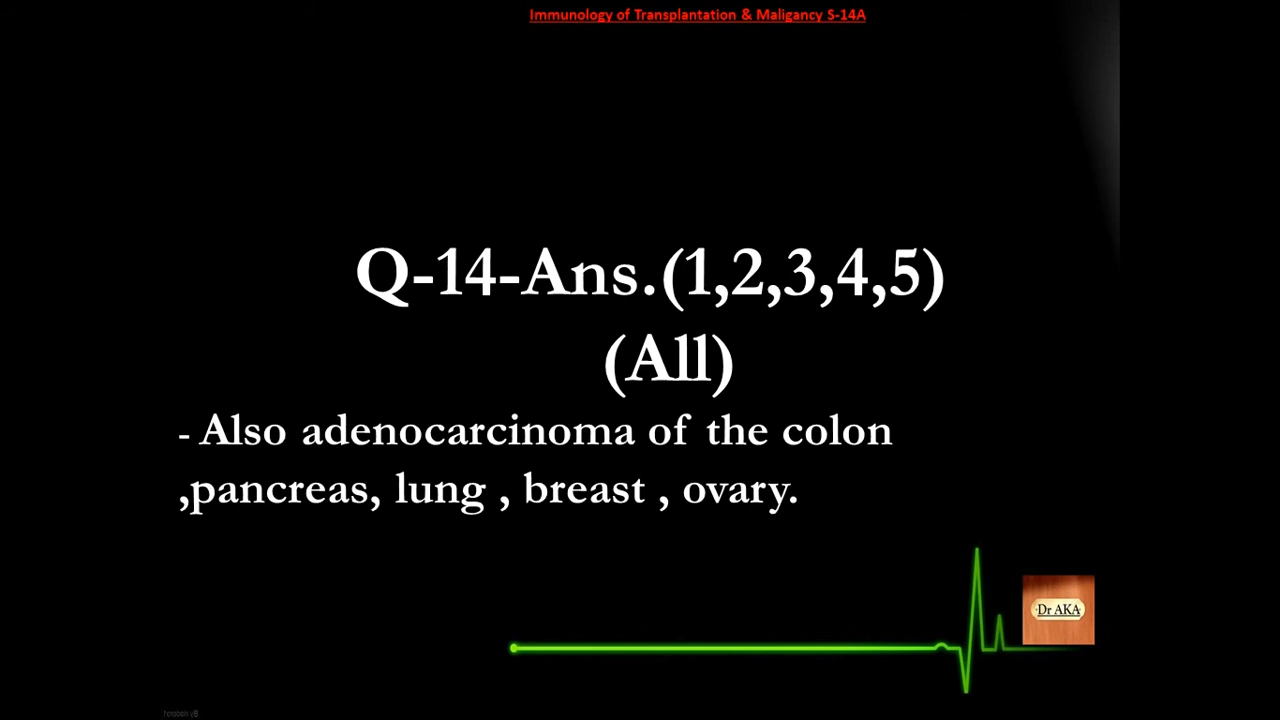 Immunology of Transplantation & Maligancy S-14A
Q-14-Ans.(1,2,3,4,5)
(All)
- Also adenocarcinoma of the colon
,pancreas, lung , breast , ovary.
Dr AKA